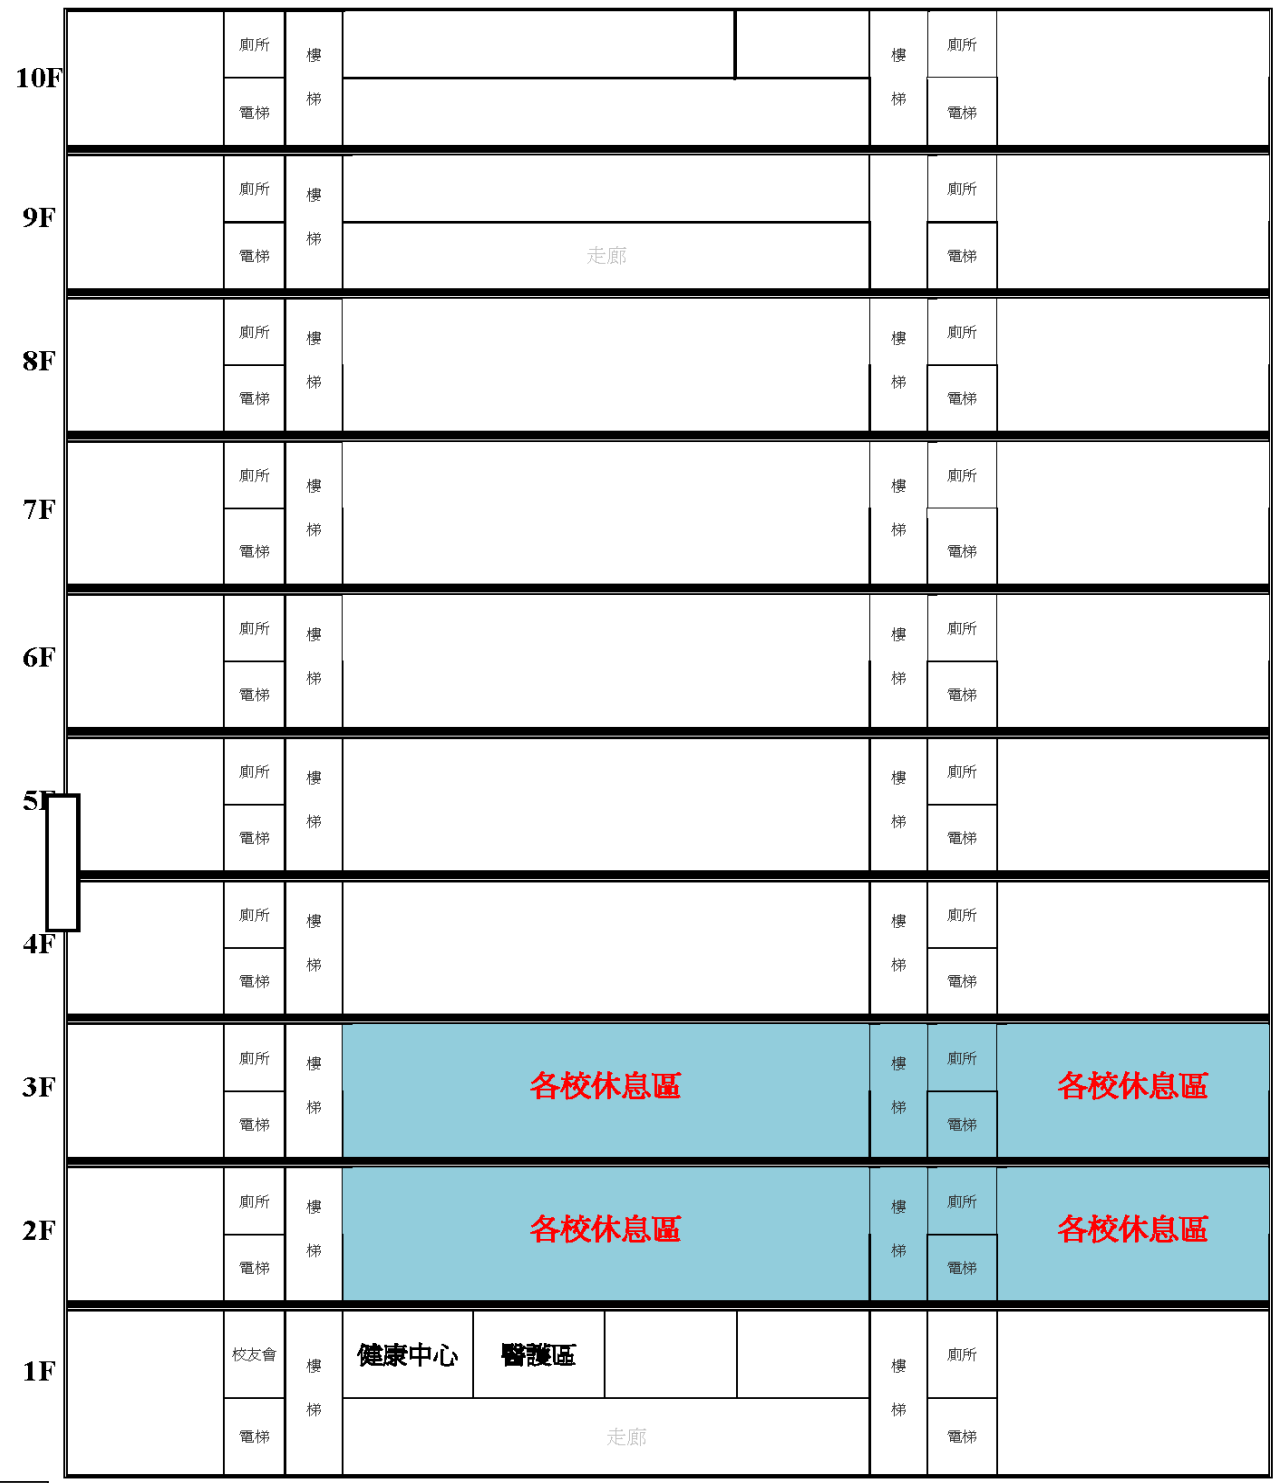 10F 廁所 樓梯 樓梯 廁所
電梯 電梯
9F 廁所 樓梯 廁所
電梯 走廊 電梯
8F 廁所 樓梯 樓梯 廁所
電梯 電梯
7F 廁所 樓梯 樓梯 廁所
電梯 電梯
6F 廁所 樓梯 樓梯 廁所
電梯 電梯
5F 廁所 樓梯 樓梯 廁所
電梯 電梯
4F 廁所 樓梯 樓梯 廁所
電梯 電梯
3F 廁所 樓梯 各校休息區 樓梯 廁所 各校休息區
電梯 電梯
2F 廁所 樓梯 各校休息區 樓梯 廁所 各校休息區
電梯 電梯
1F 校友會 樓梯 健康中心 醫護區 樓梯 廁所
電梯 走廊 電梯